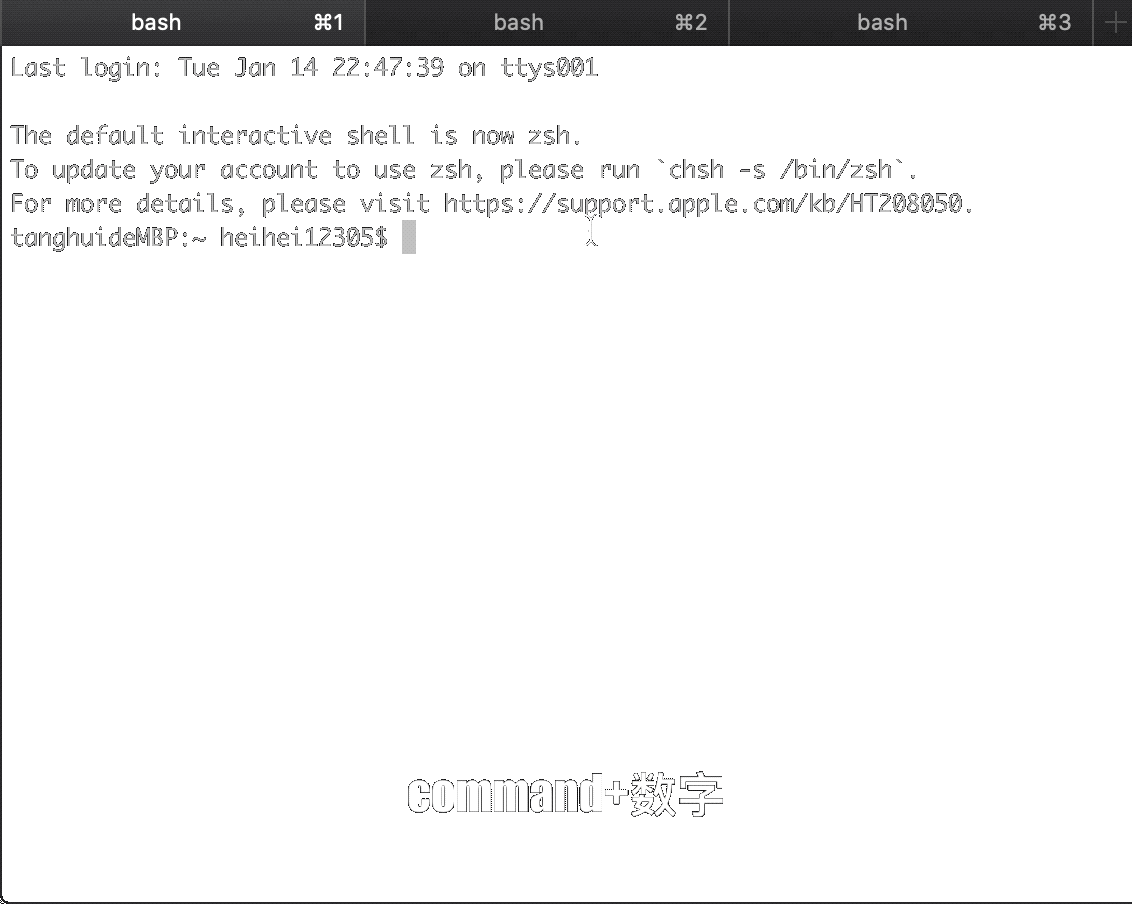 bash ⌘1 bash ⌘2 bash ⌘3 +
Last login: Tue Jan 14 22:47:39 on ttys001
The default interactive shell is now zsh.
To update your account to use zsh, please run `chsh -s /bin/zsh`.
For more details, please visit https://support.apple.com/kb/HT208050.
tanghuideMBP:~ heihei12305$
command+数字